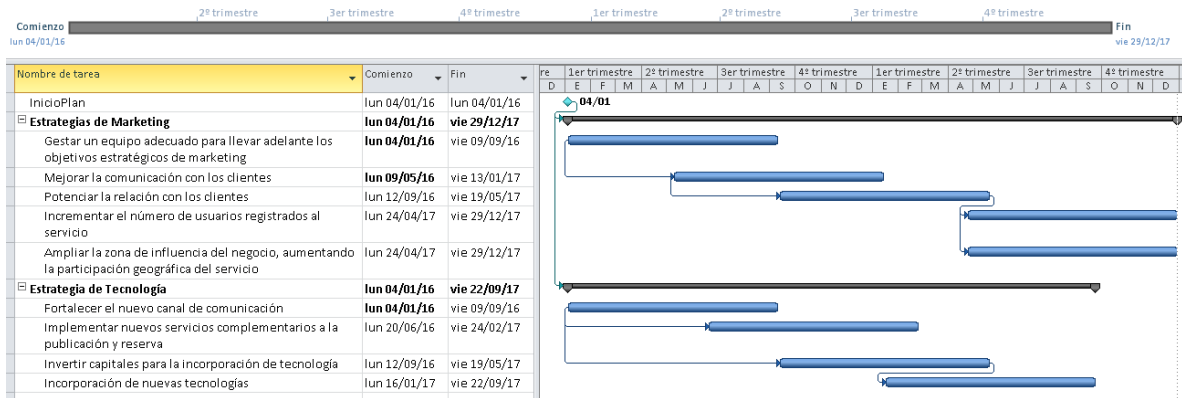 2º trimestre 3er trimestre 4º trimestre 1er trimestre 2º trimestre 3er trimestre 4º trimestre
Comienzo Fin
lun 04/01/16 vie 29/12/17
Nombre de tarea Comienzo Fin re 1er trimestre 2º trimestre 3er trimestre 4º trimestre 1er trimestre 2º trimestre 3er trimestre 4º trimestre
D E F M A M J J A S O N D E F M A M J J A S O N D
InicioPlan lun 04/01/16 lun 04/01/16 04/01
Estrategias de Marketing lun 04/01/16 vie 29/12/17
Gestar un equipo adecuado para llevar adelante los lun 04/01/16 vie 09/09/16
objetivos estratégicos de marketing
Mejorar la comunicación con los clientes lun 09/05/16 vie 13/01/17
Potenciar la relación con los clientes lun 12/09/16 vie 19/05/17
Incrementar el número de usuarios registrados al lun 24/04/17 vie 29/12/17
servicio
Ampliar la zona de influencia del negocio, aumentando lun 24/04/17 vie 29/12/17
la participación geográfica del servicio
Estrategia de Tecnología lun 04/01/16 vie 22/09/17
Fortalecer el nuevo canal de comunicación lun 04/01/16 vie 09/09/16
Implementar nuevos servicios complementarios a la lun 20/06/16 vie 24/02/17
publicación y reserva
Invertir capitales para la incorporación de tecnología lun 12/09/16 vie 19/05/17
Incorporación de nuevas tecnologías lun 16/01/17 vie 22/09/17